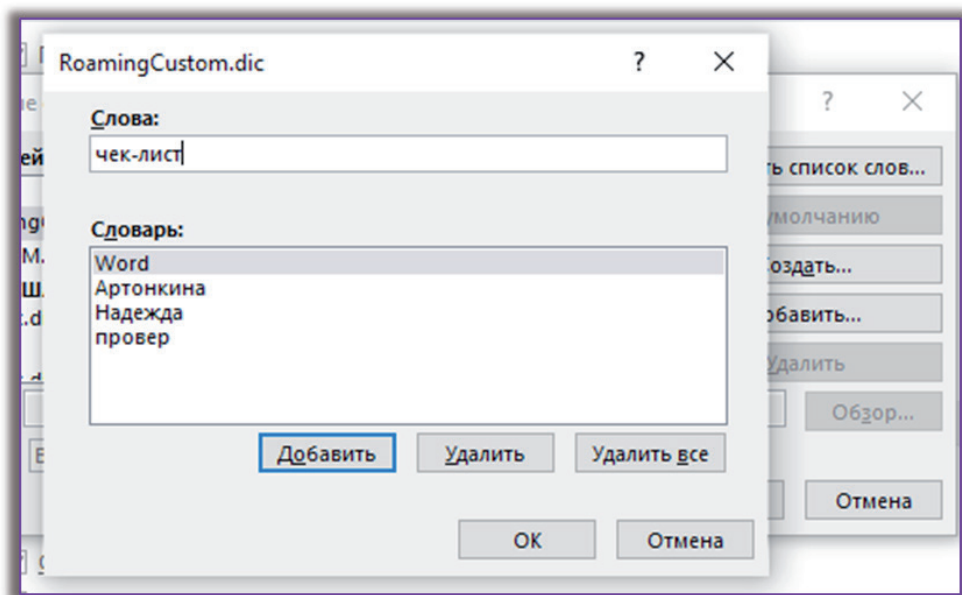 RoamingCustom.dic ? ×
Слова:
чек-лист
ть список слов...
Словарь:
умолчанию
Word
Артонкина
Создать...
Надежда
обавить...
провер
Удалить
Обзор...
Добавить Удалить Удалить все
Отмена
OK Отмена